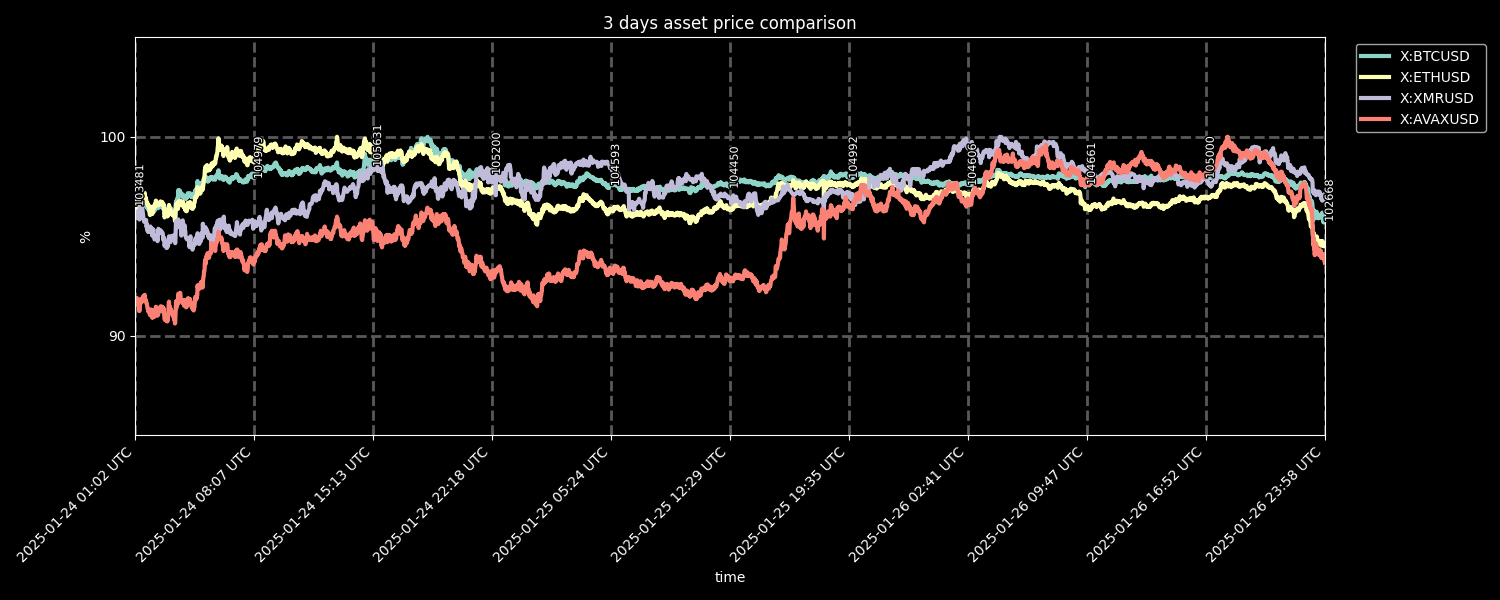 3 days asset price comparison
X:BTCUSD
X:ETHUSD
X:XMRUSD
X:AVAXUSD
100
90
%
103481
104979
105631
105200
104593
104450
104992
104606
104661
105000
102668
2025-01-24 01:02 UTC
2025-01-24 08:07 UTC
2025-01-24 15:13 UTC
2025-01-24 22:18 UTC
2025-01-25 05:24 UTC
2025-01-25 12:29 UTC
2025-01-25 19:35 UTC
2025-01-26 02:41 UTC
2025-01-26 09:47 UTC
2025-01-26 16:52 UTC
2025-01-26 23:58 UTC
time